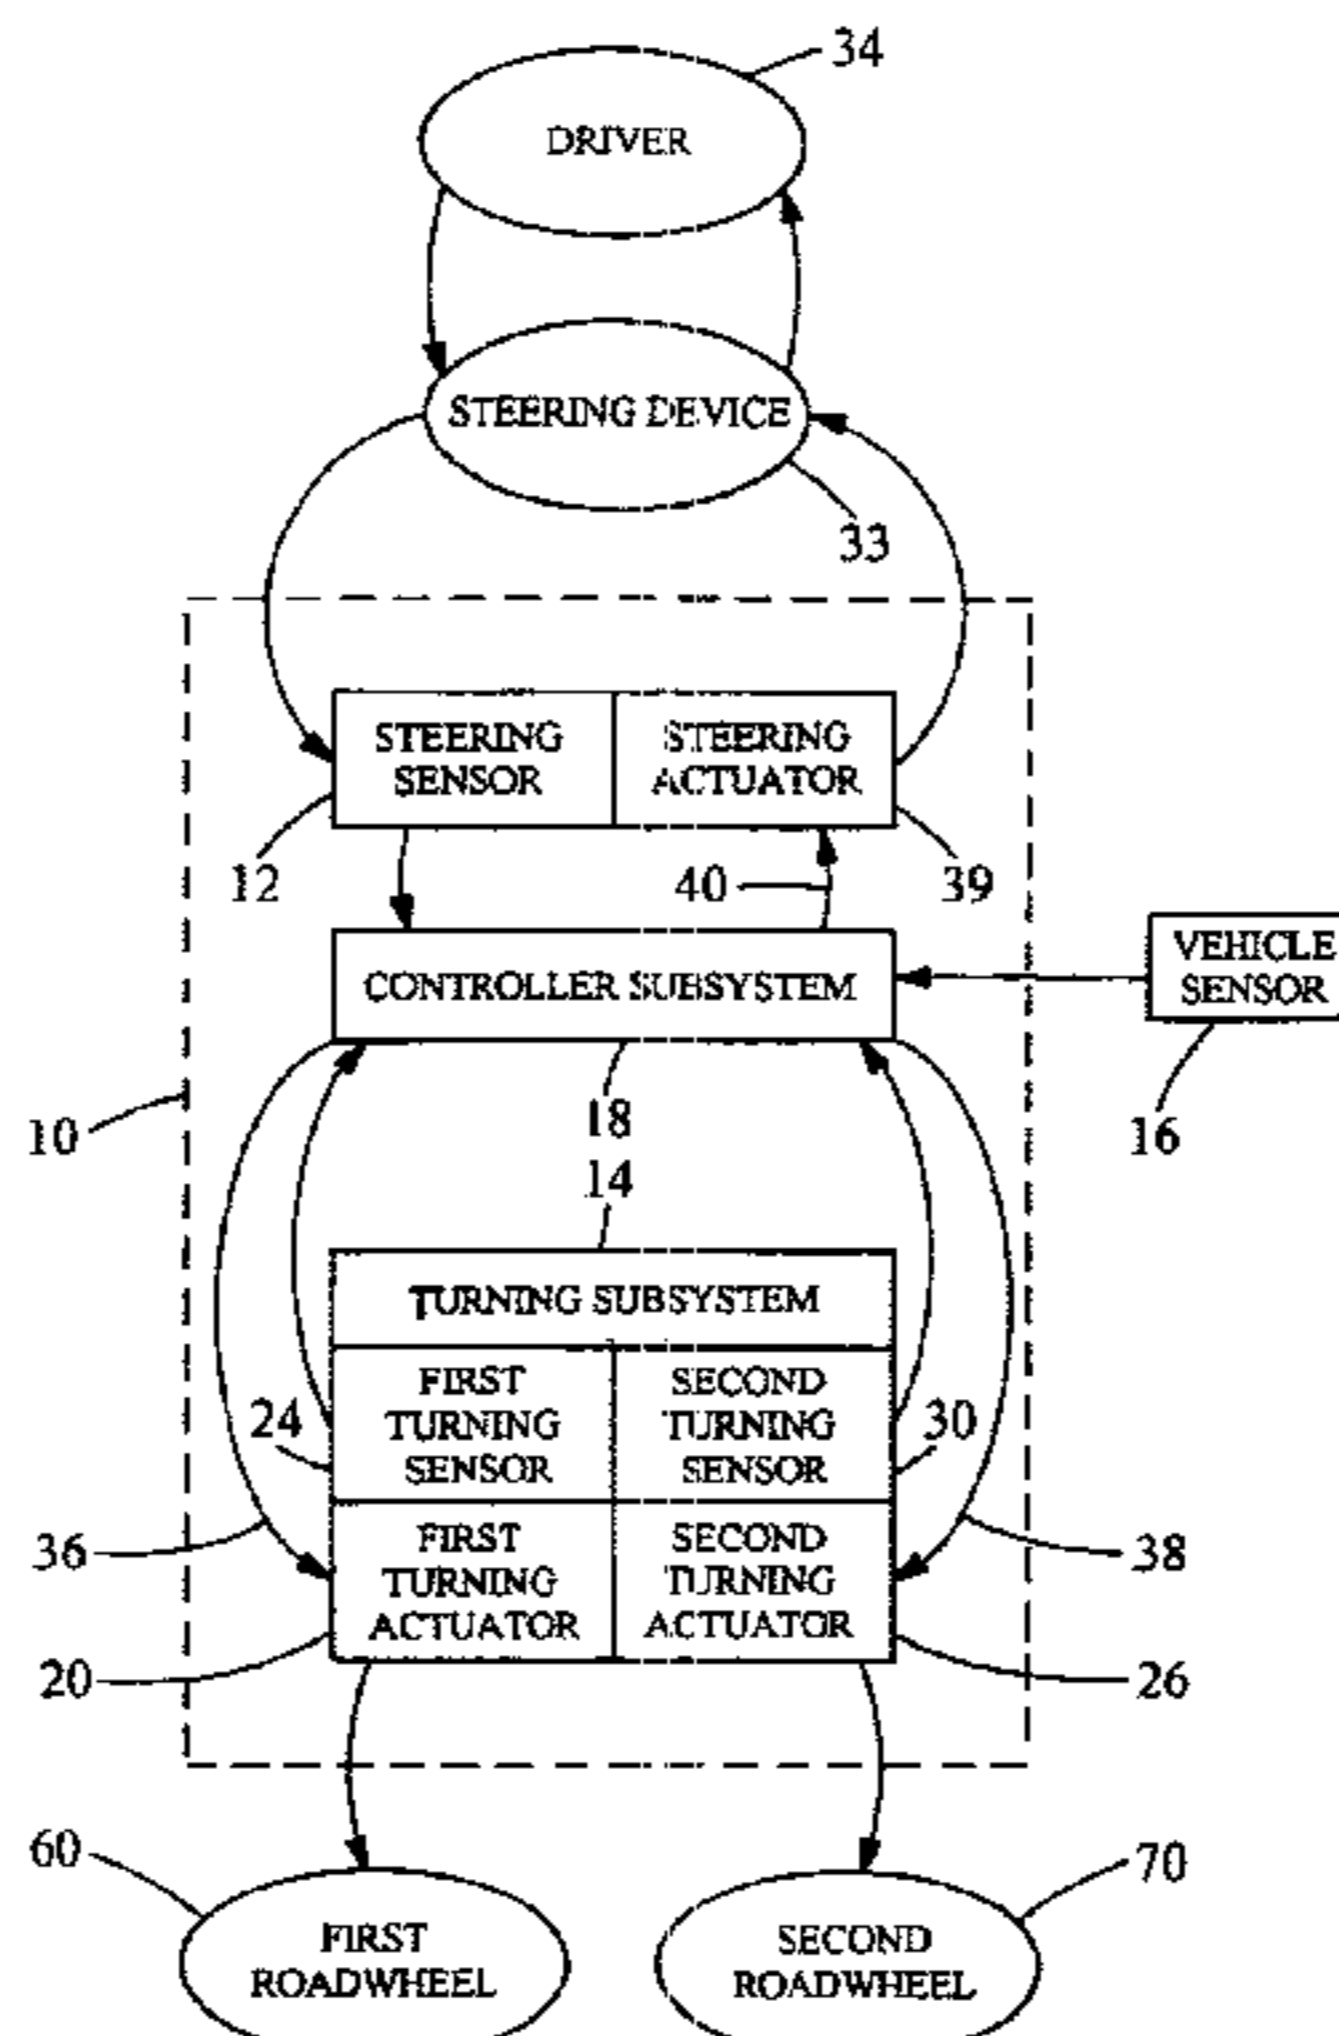 34
DRIVER
STEERING DEVICE
33
STEERING
SENSOR
STEERING
ACTUATOR
12
40
39
VEHICLE
SENSOR
CONTROLLER SUBSYSTEM
10
18
16
14
TURNING SUBSYSTEM
24
FIRST
TURNING
SENSOR
SECOND
TURNING
SENSOR
30
36
FIRST
TURNING
ACTUATOR
SECOND
TURNING
ACTUATOR
38
20
26
60
70
FIRST
ROADWHEEL
SECOND
ROADWHEEL